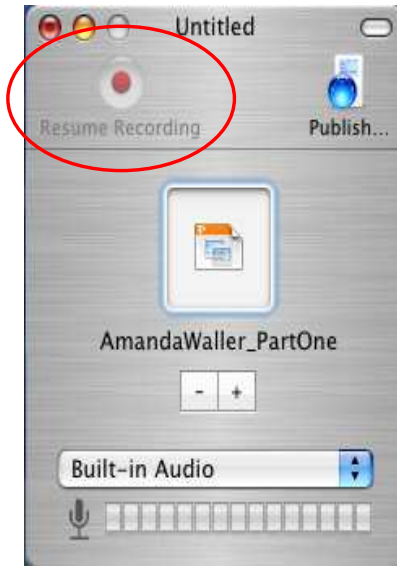 Untitled
Resume Recording
Publish...
AmandaWaller_PartOne
- +
Built-in Audio